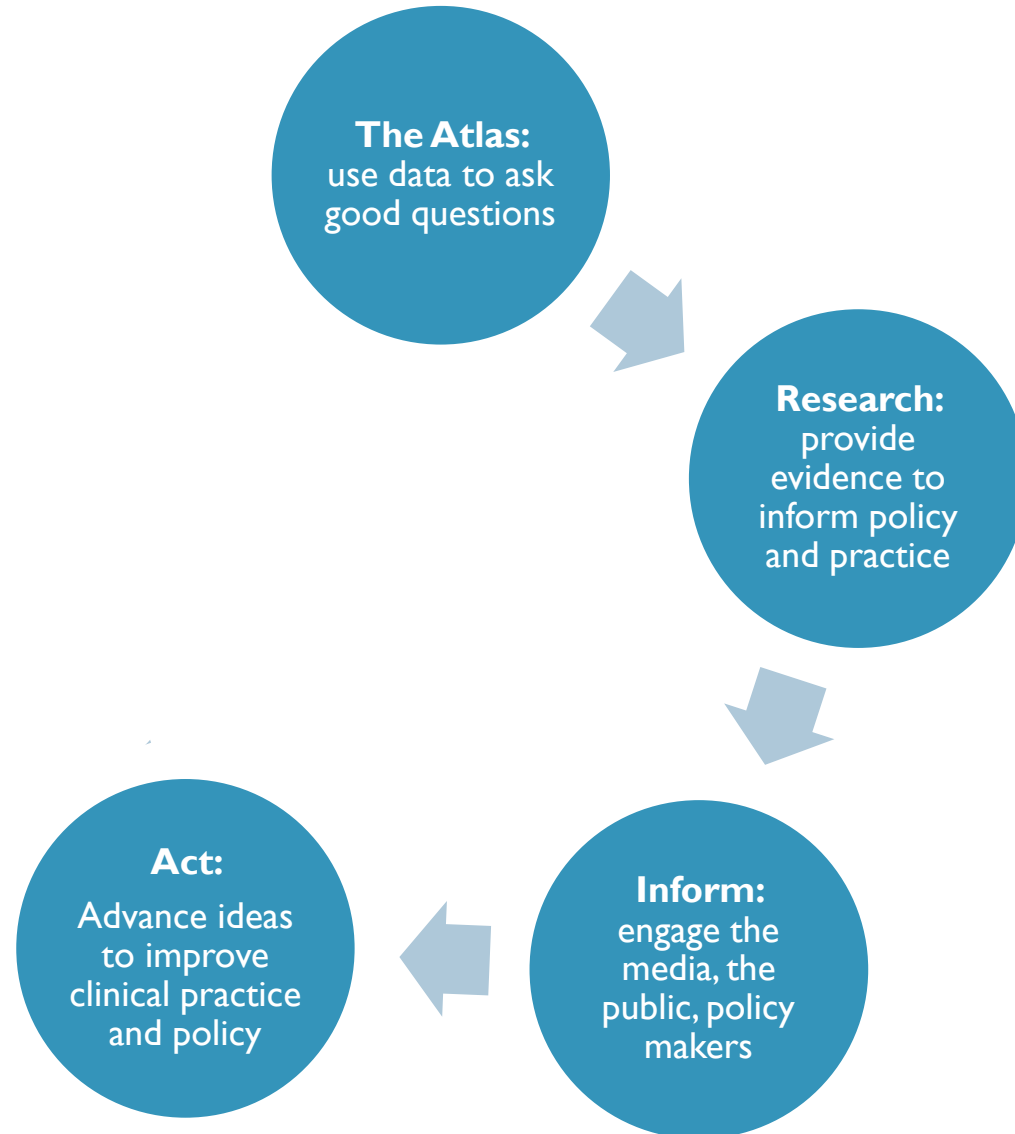 The Atlas:
use data to ask
good questions
Research:
provide
evidence to
inform policy
and practice
Inform:
engage the
media, the
public, policy
makers
Act:
Advance ideas
to improve
clinical practice
and policy